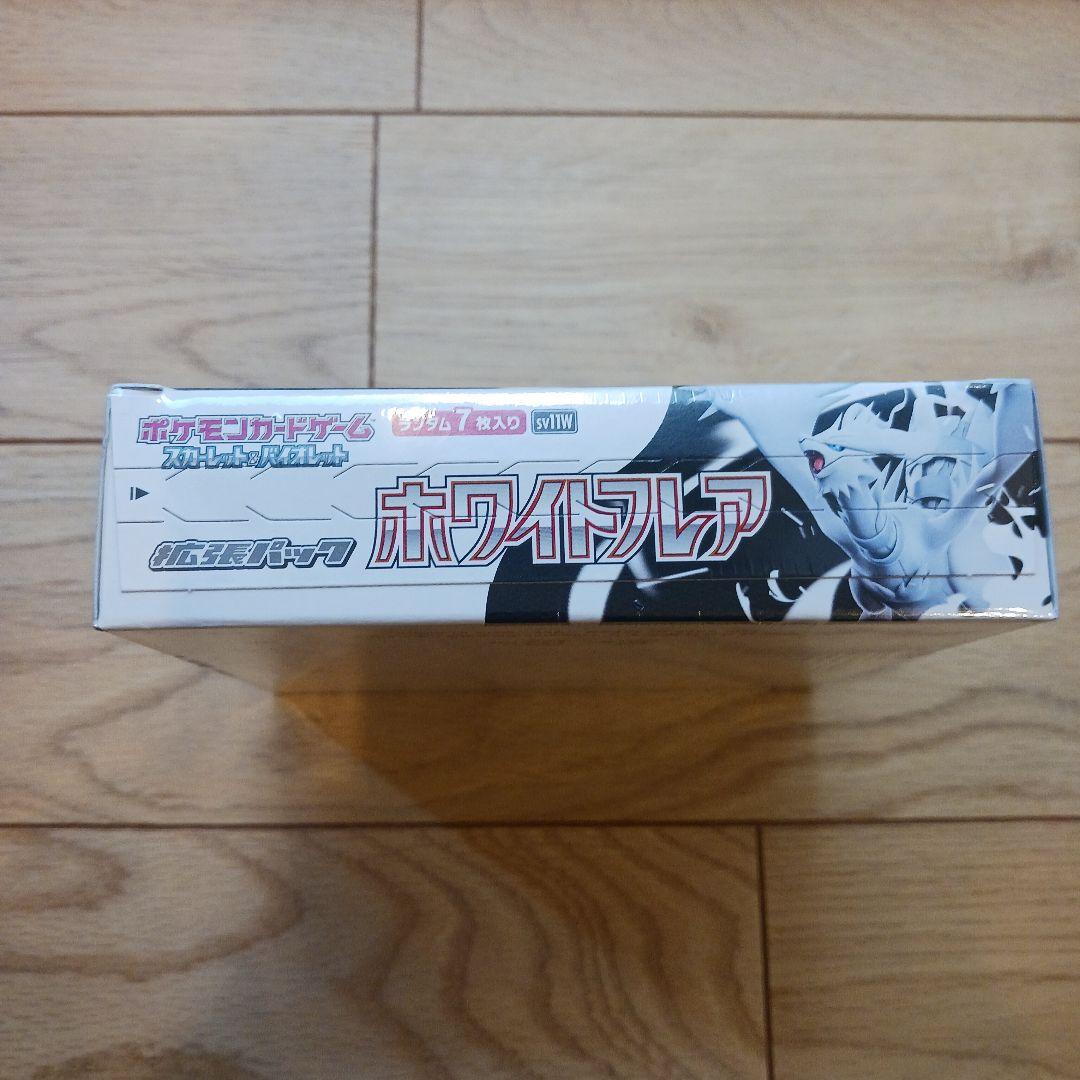 ポケモンカードゲーム
スカーレット&バイオレット
ランダム7枚入り
sv11W
拡張パック
ホワイトフレア